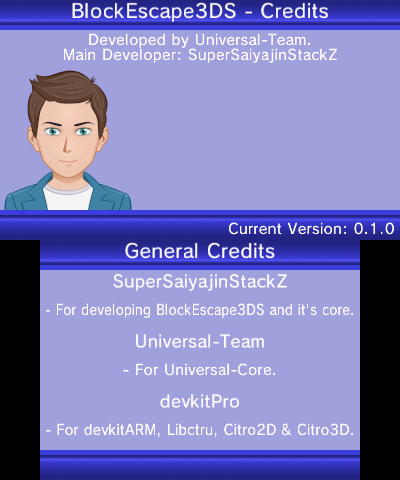 BlockEscape3DS - Credits
Developed by Universal-Team.
Main Developer: SuperSaiyajinStackZ
Current Version: 0.1.0
General Credits
SuperSaiyajinStackZ
- For developing BlockEscape3DS and it's core.
Universal-Team
- For Universal-Core.
devkitPro
- For devkitARM, Libctru, Citro2D & Citro3D.